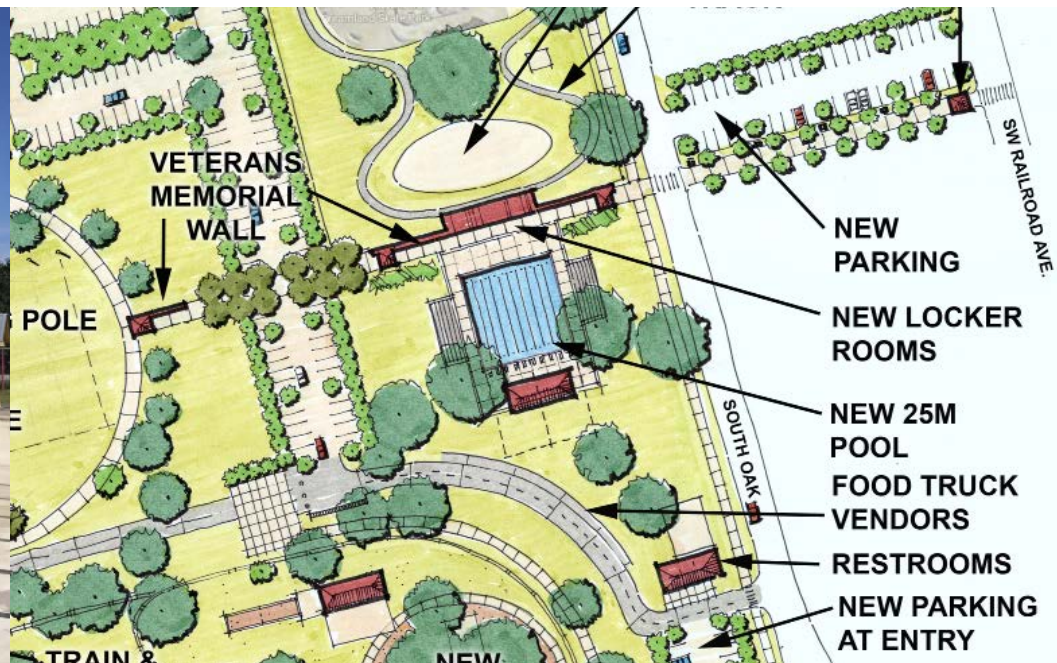 VETERANS
MEMORIAL
WALL
POLE
NEW
PARKING
SW RAILROAD AVE.
NEW LOCKER
ROOMS
NEW 25M
POOL
SOUTH OAK
FOOD TRUCK
VENDORS
RESTROOMS
NEW PARKING
AT ENTRY
TRAIN &
NEW